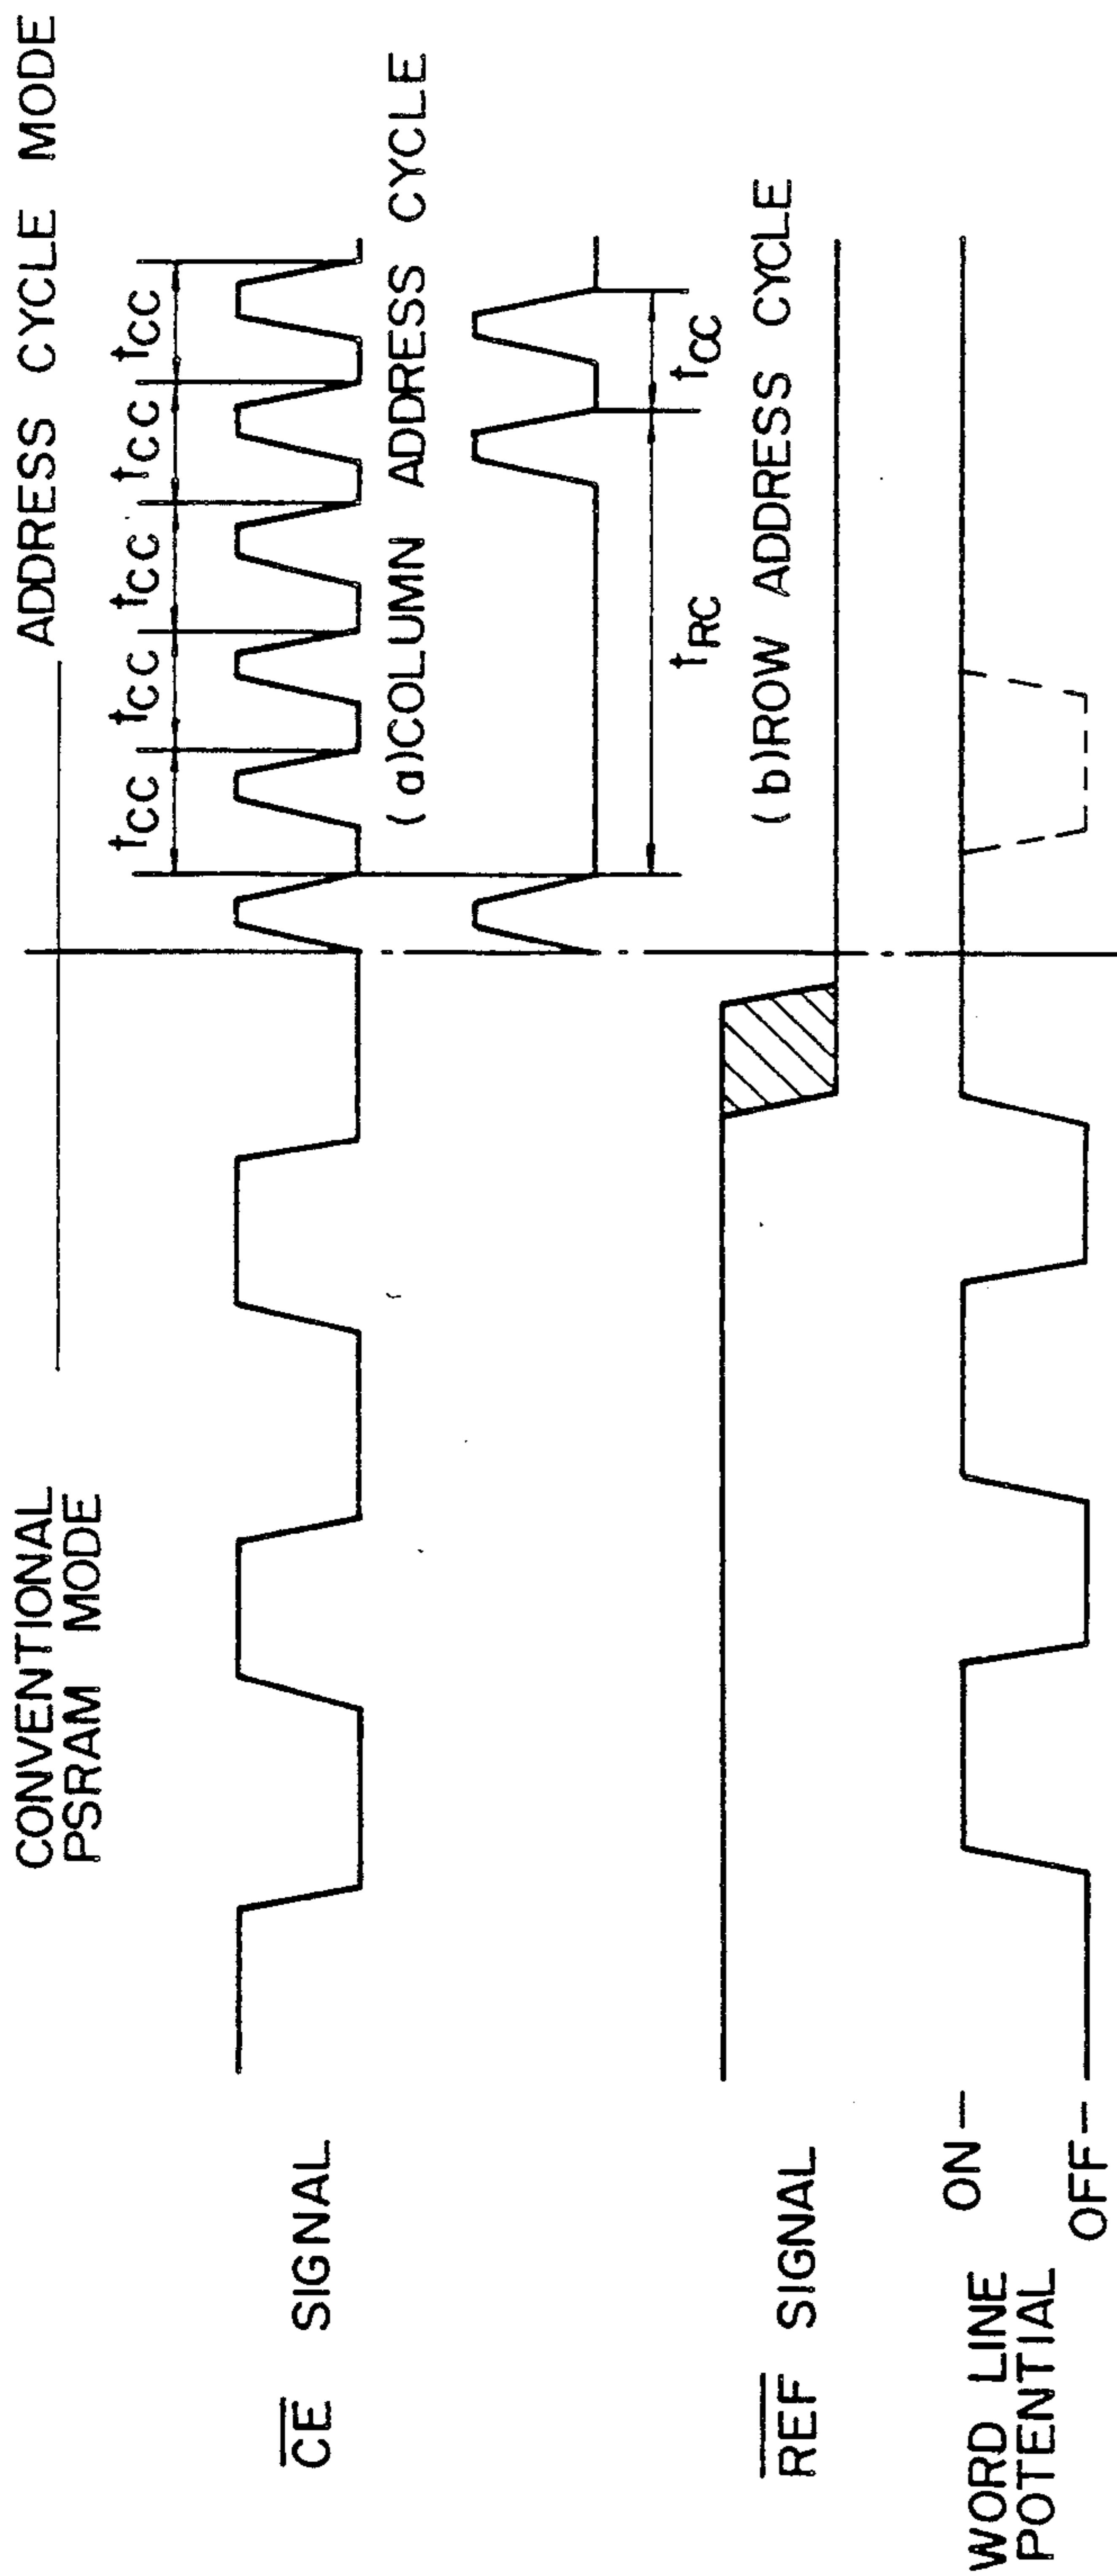 CONVENTIONAL
PSRAM MODE
ADDRESS CYCLE MODE
tCC tCC tCC tCC tCC
CE SIGNAL
(a)COLUMN ADDRESS CYCLE
tRC tCC
REF SIGNAL
(b)ROW ADDRESS CYCLE
WORD LINE
POTENTIAL
ON
OFF